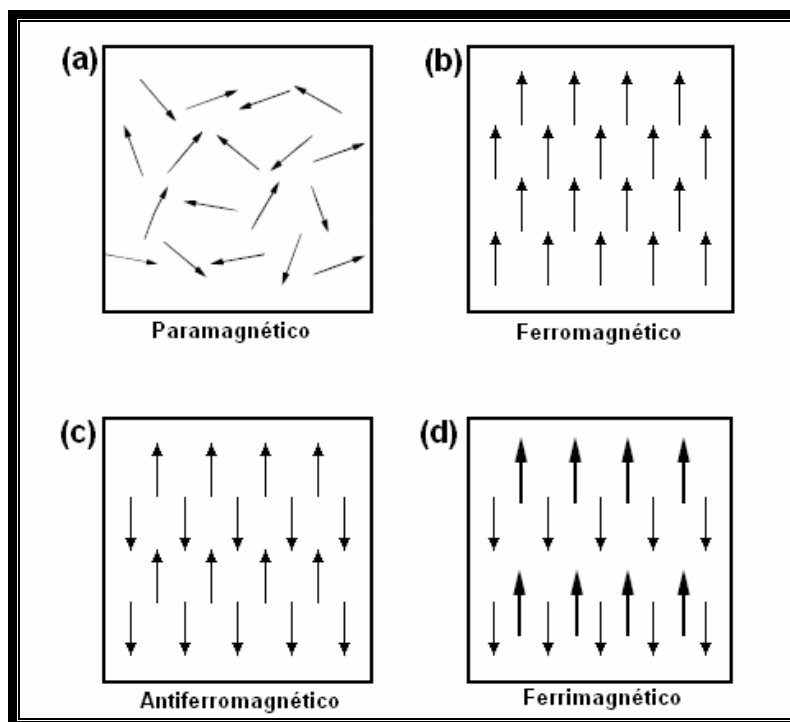 (a)
Paramagnético
(b)
Ferromagnético
(c)
Antiferromagnético
(d)
Ferrimagnético